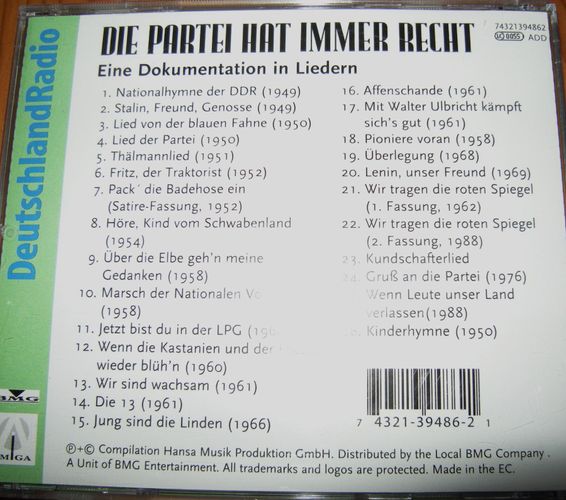 DIE PARTEI HAT IMMER RECHT
74321394862
LC 0055 ADD
Eine Dokumentation in Liedern
DeutschlandRadio
1. Nationalhymne der DDR (1949)
2. Stalin, Freund, Genosse (1949)
3. Lied von der blauen Fahne (1950)
4. Lied der Partei (1950)
5. Thälmannlied (1951)
6. Fritz, der Traktorist (1952)
7. Pack´ die Badehose ein
(Satire-Fassung, 1952)
8. Höre, Kind vom Schwabenland
(1954)
9. Über die Elbe geh'n meine
Gedanken (1958)
10. Marsch der Nationalen
(1958)
11. Jetzt bist du in der LPG
12. Wenn die Kastanien und der
wieder blüh'n (1960)
13. Wir sind wachsam (1961)
14. Die 13 (1961)
15. Jung sind die Linden (1966)
16. Affenschande (1961)
17. Mit Walter Ulbricht kämpft
sich's gut (1961)
18. Pioniere voran (1958)
19. Überlegung (1968)
20. Lenin, unser Freund (1969)
21. Wir tragen die roten Spiegel
(1. Fassung, 1962)
22. Wir tragen die roten Spiegel
(2. Fassung, 1988)
23. Kundschafterlied
24. Gruß an die Partei (1976)
Wenn Leute unser Land
verlassen(1988)
Kinderhymne (1950)
BMG
AMIGA
7 4321-39486-2 1
℗+© Compilation Hansa Musik Produktion GmbH. Distributed by the Local BMG Company .
A Unit of BMG Entertainment. All trademarks and logos are protected. Made in the EC.